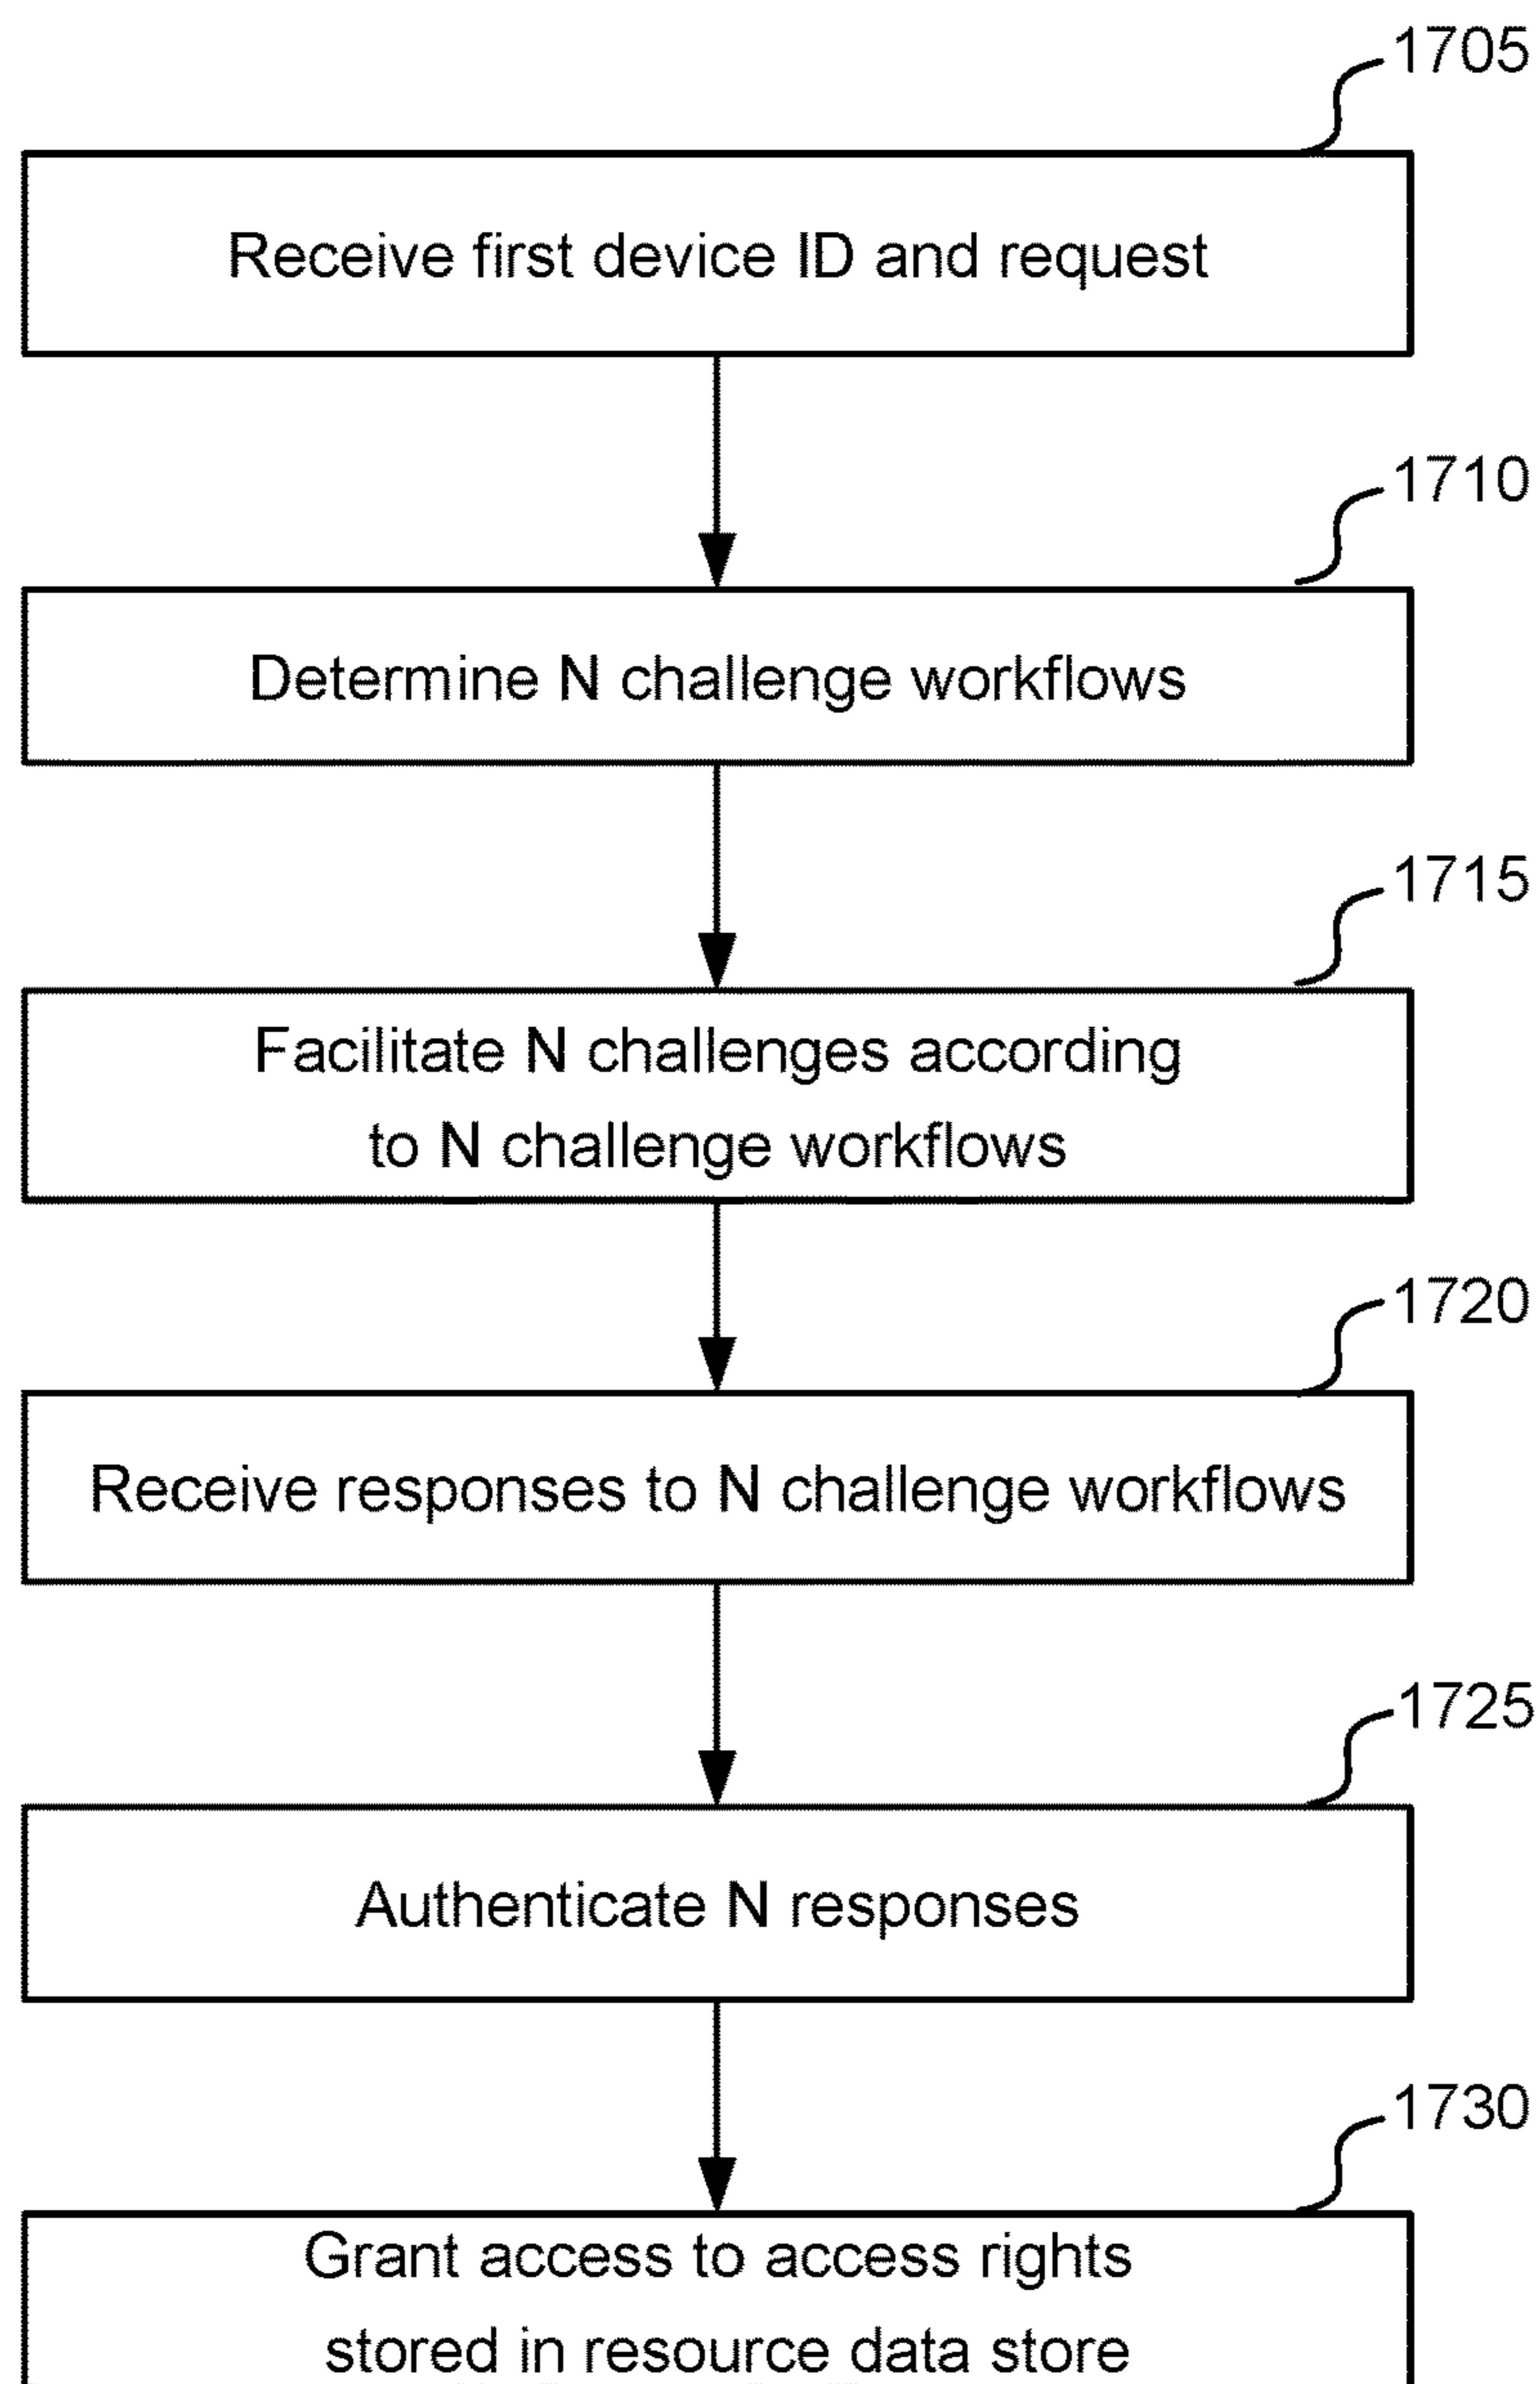 1705
Receive first device ID and request
1710
Determine N challenge workflows
1715
Facilitate N challenges according
to N challenge workflows
1720
Receive responses to N challenge workflows
1725
Authenticate N responses
1730
Grant access to access rights
stored in resource data store